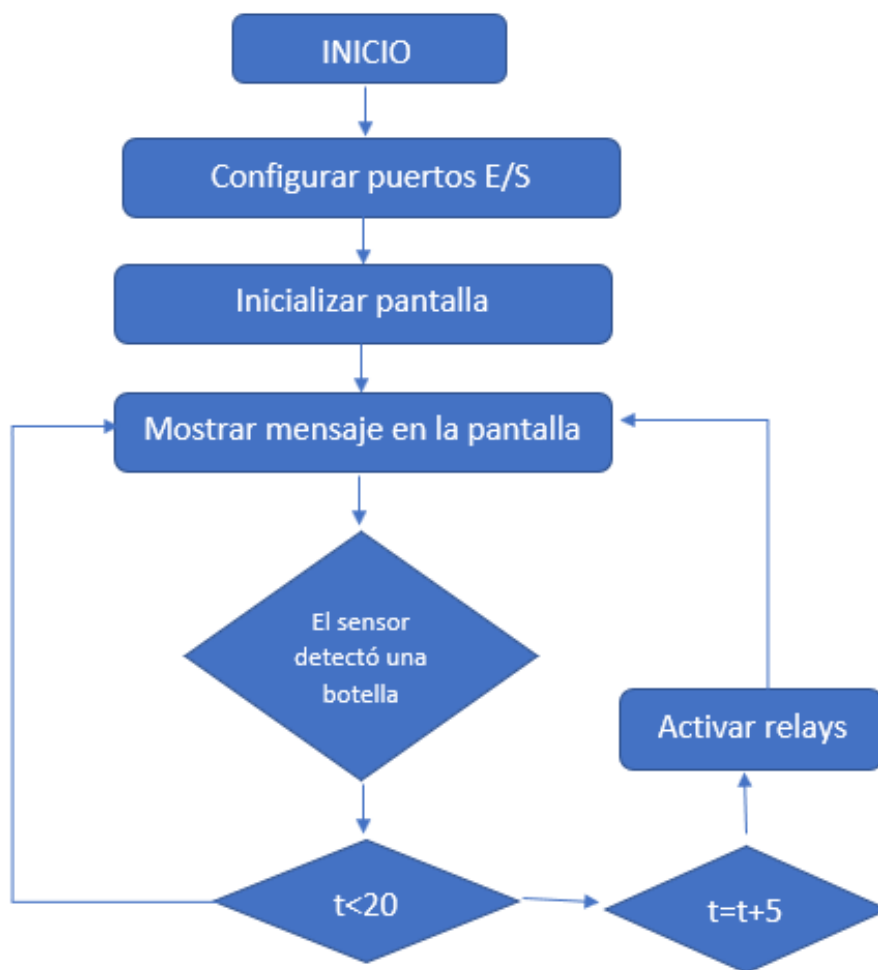 INICIO
Configurar puertos E/S
Inicializar pantalla
Mostrar mensaje en la pantalla
El sensor
detectó una
botella
Activar relays
t<20
t=t+5